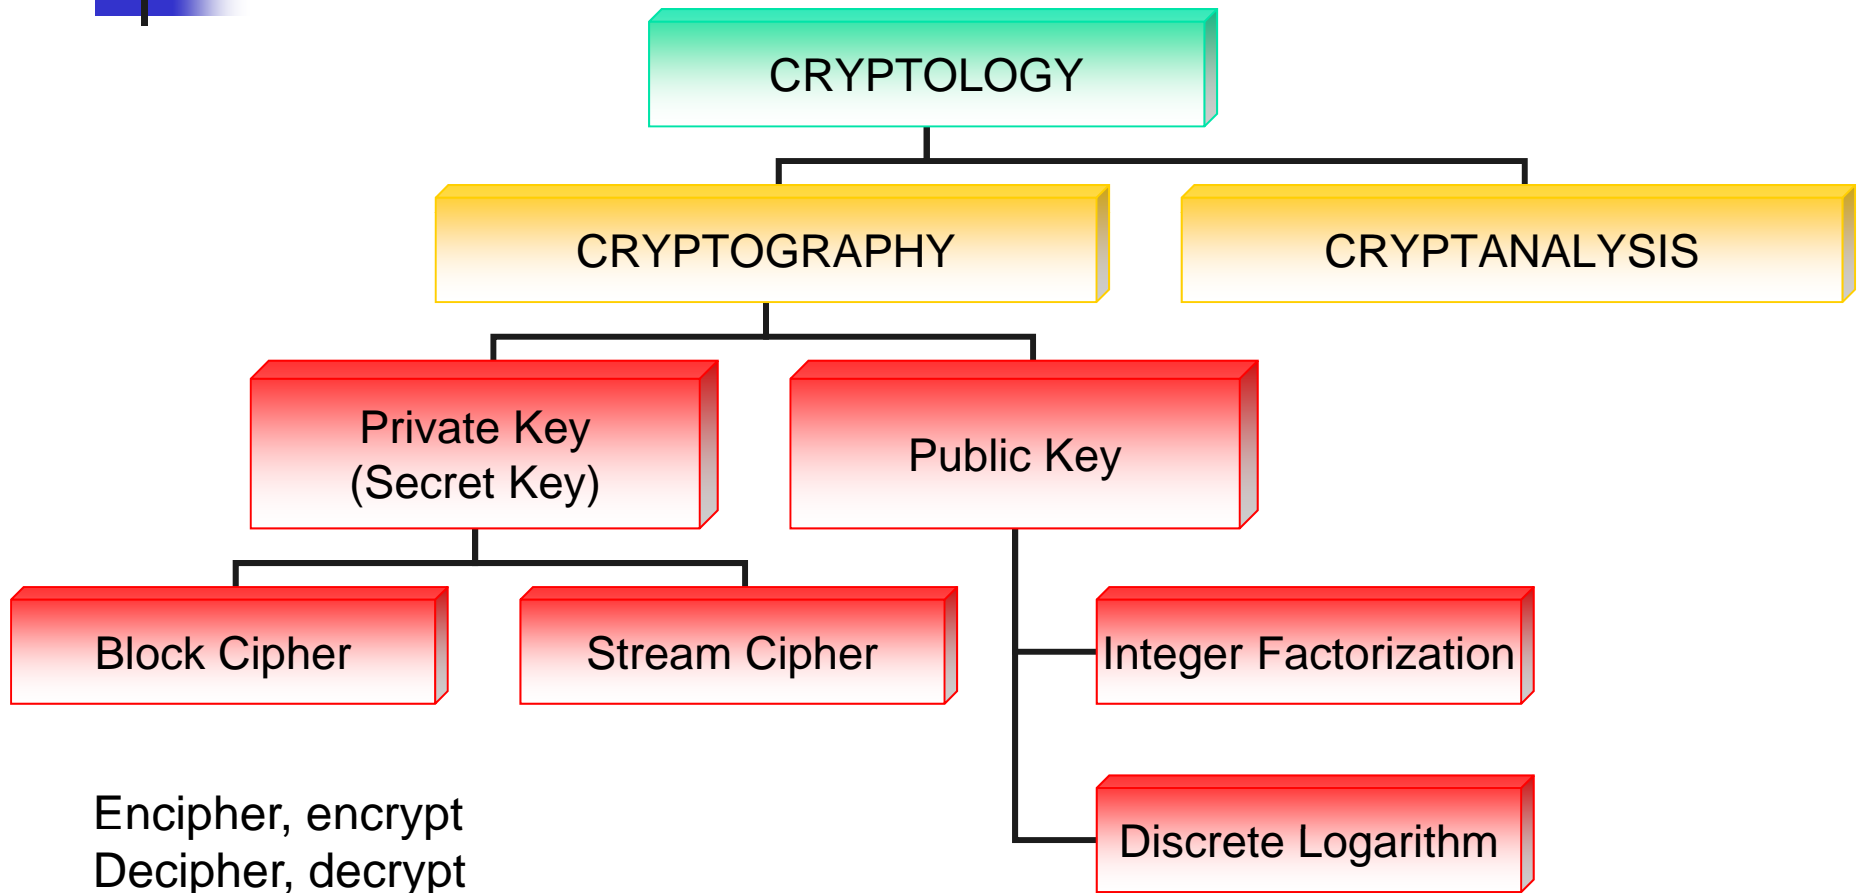 CRYPTOLOGY
CRYPTOGRAPHY
CRYPTANALYSIS
Private Key
(Secret Key)
Public Key
Block Cipher
Stream Cipher
Integer Factorization
Discrete Logarithm
Encipher, encrypt
Decipher, decrypt